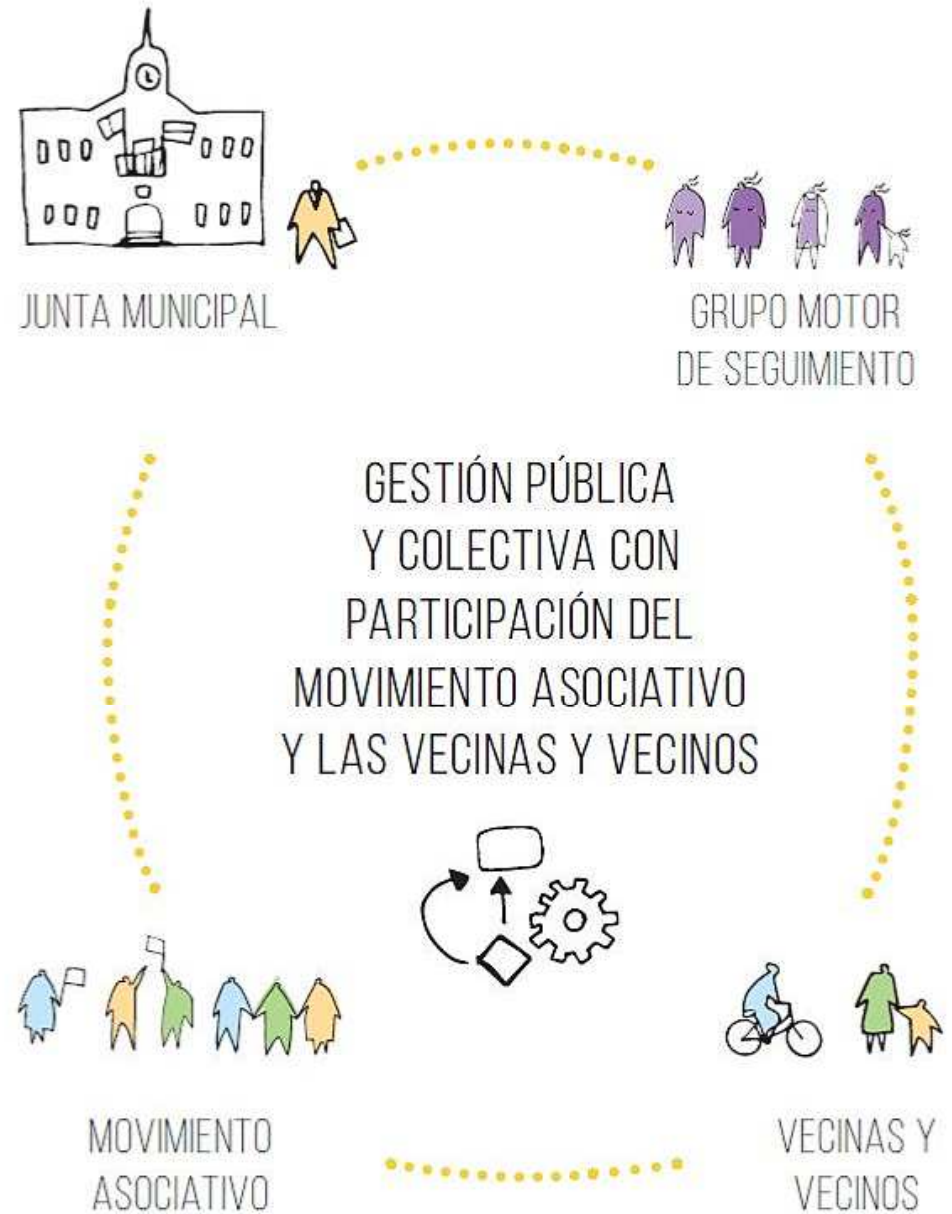 JUNTA MUNICIPAL
GRUPO MOTOR
DE SEGUIMIENTO
GESTIÓN PÚBLICA
Y COLECTIVA CON
PARTICIPACIÓN DEL
MOVIMIENTO ASOCIATIVO
Y LAS VECINAS Y VECINOS
MOVIMIENTO
ASOCIATIVO
VECINAS Y
VECINOS